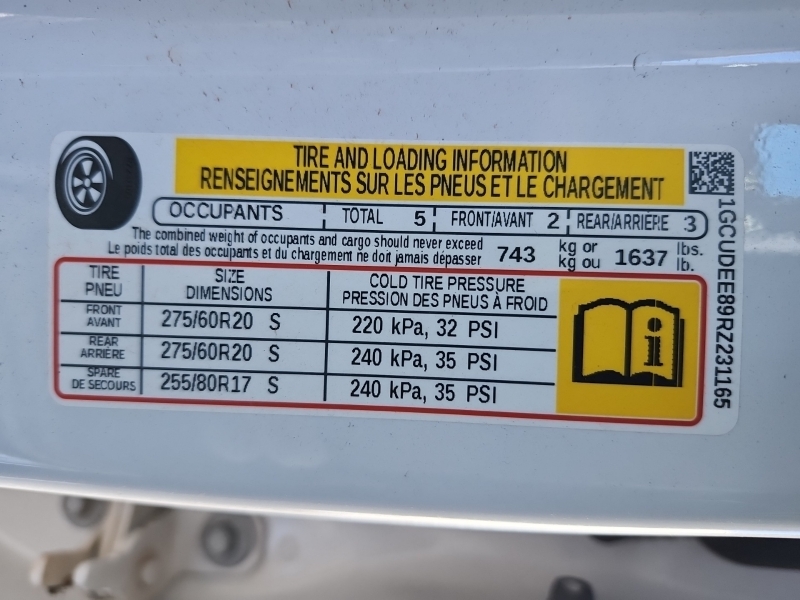 TIRE AND LOADING INFORMATION
RENSEIGNEMENTS SUR LES PNEUS ET LE CHARGEMENT
OCCUPANTS TOTAL 5 FRONT/AVANT 2 REAR/ARRIÈRE 3
The combined weight of occupants and cargo should never exceed
Le poids total des occupants et du chargement ne doit jamais dépasser
743 kg or 1637 lbs.
kg ou lb.
TIRE SIZE COLD TIRE PRESSURE
PNEU DIMENSIONS PRESSION DES PNEUS À FROID
FRONT
AVANT 275/60R20 S 220 kPa, 32 PSI
REAR
ARRIÈRE 275/60R20 S 240 kPa, 35 PSI
SPARE
DE SECOURS 255/80R17 S 240 kPa, 35 PSI
i
1GCUDEE89RZ231165